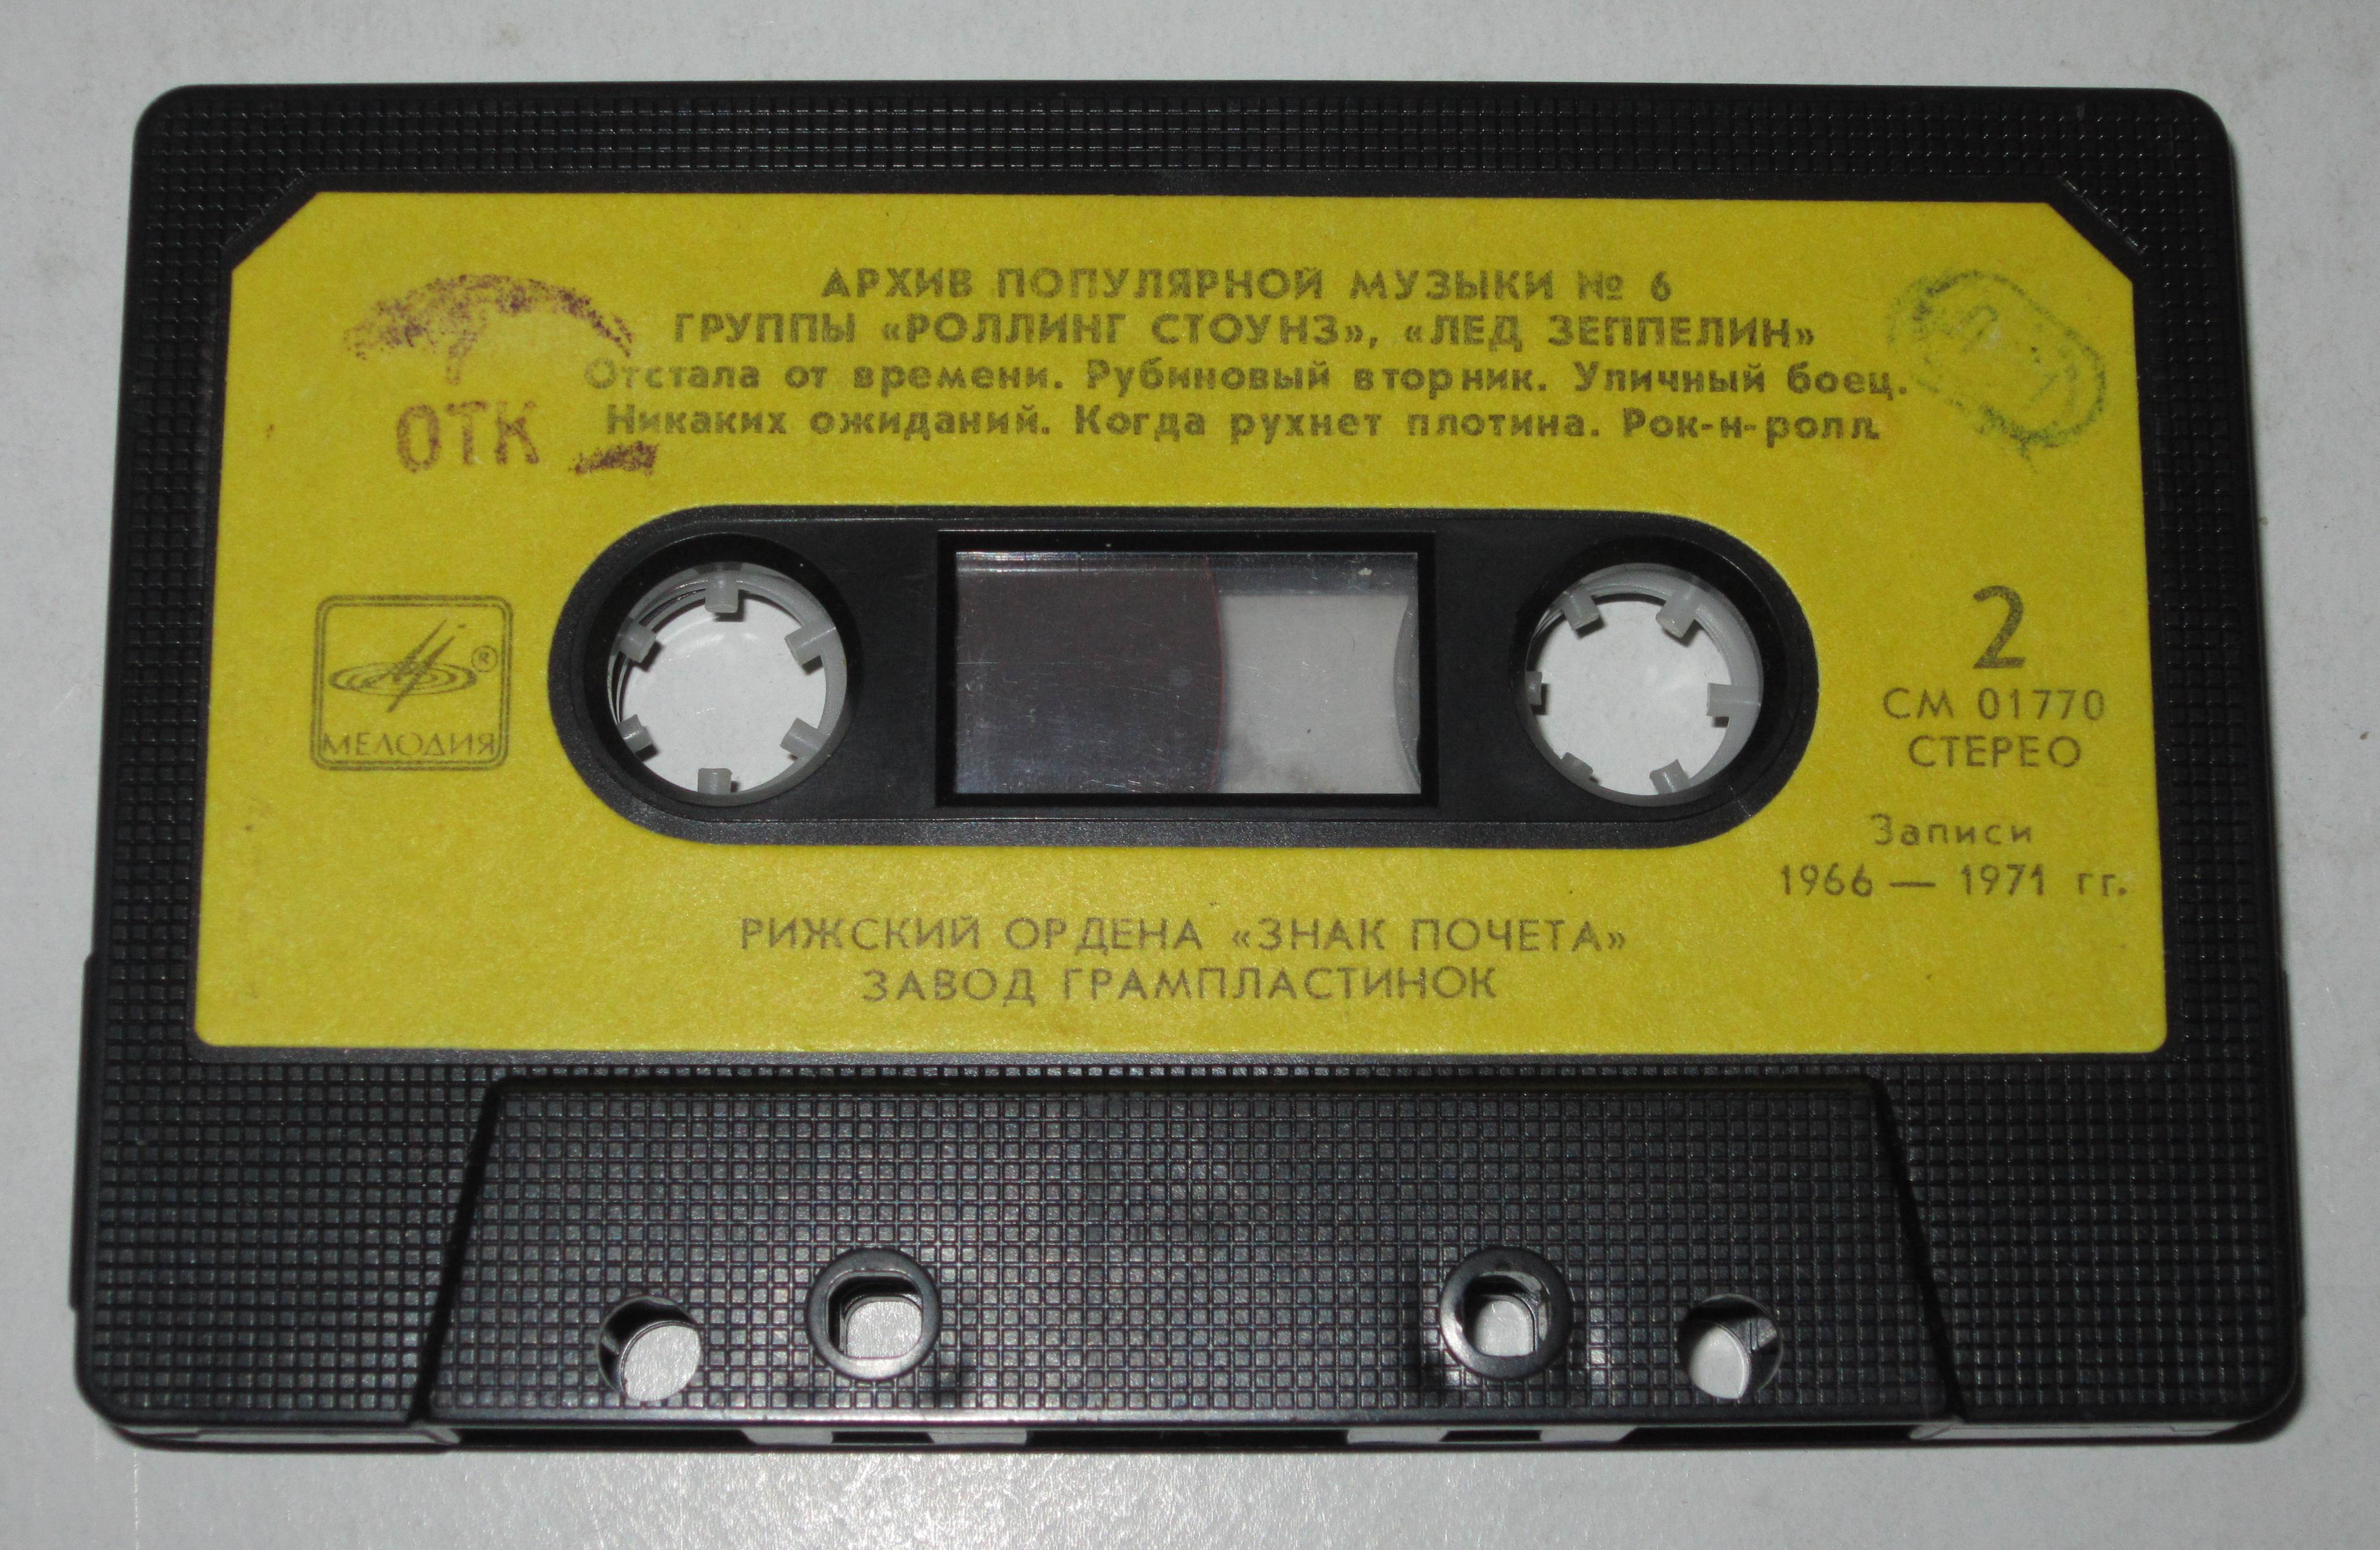 АРХИВ ПОПУЛЯРНОЙ МУЗЫКИ № 6
ГРУППЫ «РОЛЛИНГ СТОУНЗ», «ЛЕД ЗЕППЕЛИН»
Отстала от времени. Рубиновый вторник. Уличный боец.
Никаких ожиданий. Когда рухнет плотина. Рок-н-ролл.
ОТК
®
МЕЛОДИЯ
2
СМ 01770
СТЕРЕО
Записи
1966 — 1971 гг.
РИЖСКИЙ ОРДЕНА «ЗНАК ПОЧЕТА»
ЗАВОД ГРАМПЛАСТИНОК